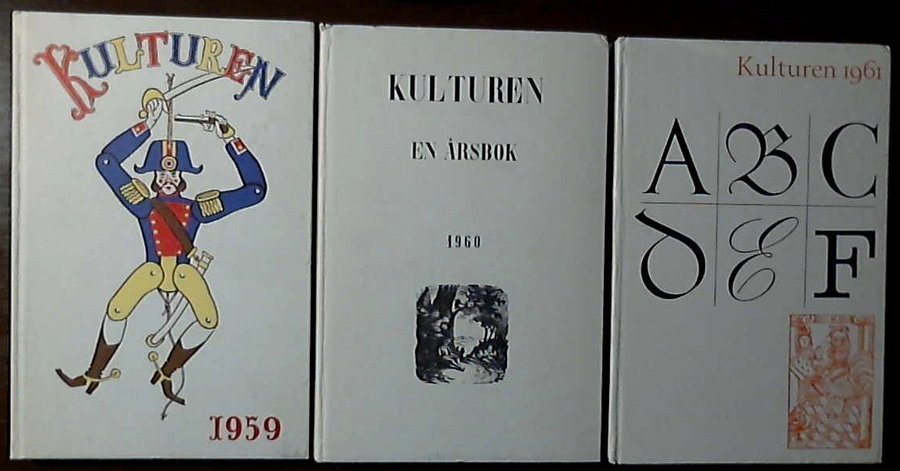 KULTUREN
1959
KULTUREN
EN ÅRSBOK
1960
Kulturen 1961
A B C
D E F